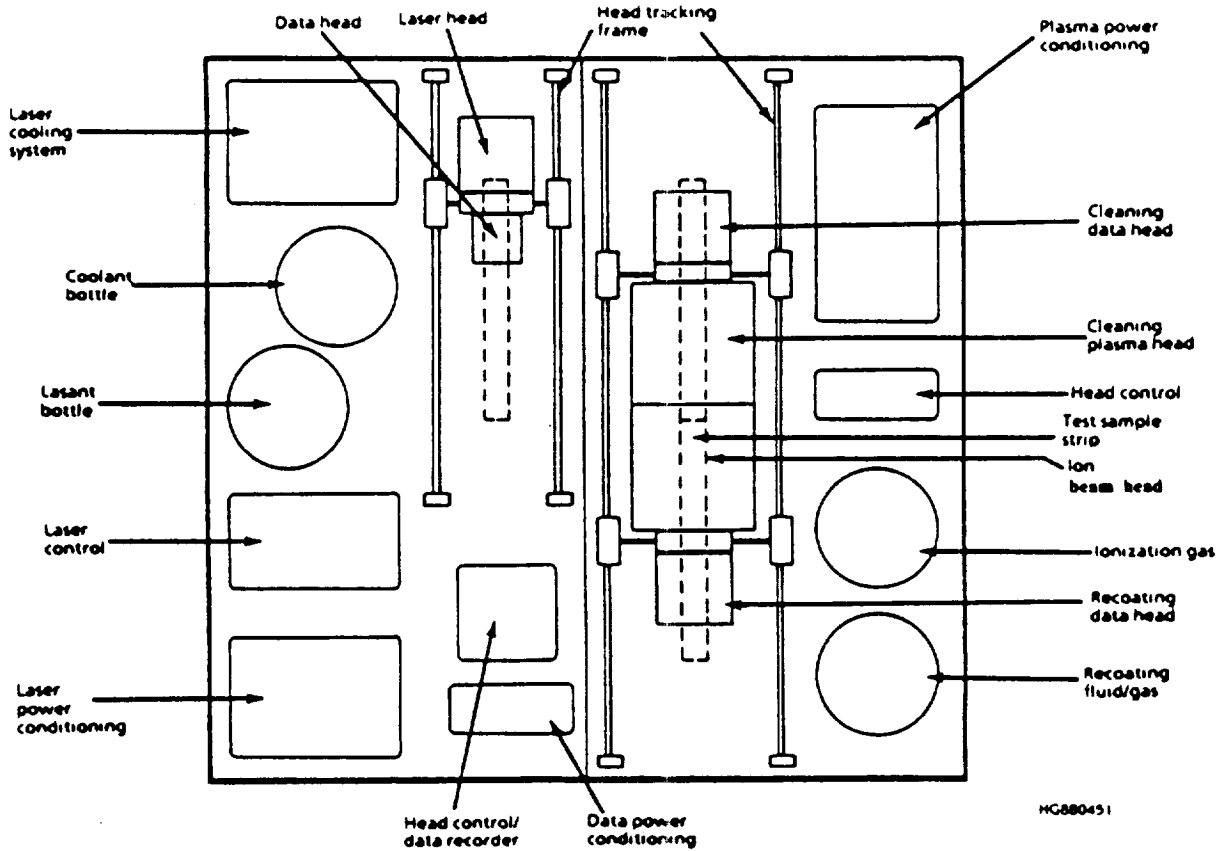 Data head
Laser head
Head tracking
frame
Plasma power
conditioning
Laser
cooling
system
Cleaning
data head
Coolant
bottle
Cleaning
plasma head
Lasant
bottle
Head control
Test sample
strip
Ion
beam head
Laser
control
Ionization gas
Recoating
data head
Laser
power
conditioning
Recoating
fluid/gas
Head control/
data recorder
Data power
conditioning
HG880451